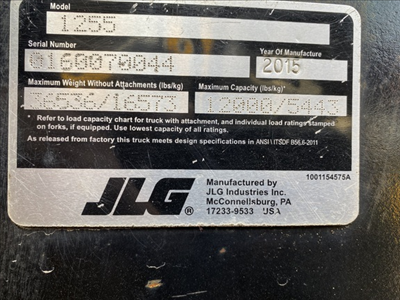 Model
1255
Serial Number
0160070044
Year Of Manufacture
2015
Maximum Weight Without Attachments (lbs/kg)
36536/16573
Maximum Capacity (lbs/kg)*
12000/5443
* Refer to load capacity chart for truck with attachment, and individual load ratings stamped
on forks, if equipped. Use lowest capacity of all ratings.
As released from factory this truck meets design specifications in ANSI \ ITSDF B56.6-2011
1001154575A
JLG®
Manufactured by
JLG Industries Inc.
McConnellsburg, PA
17233-9533 USA